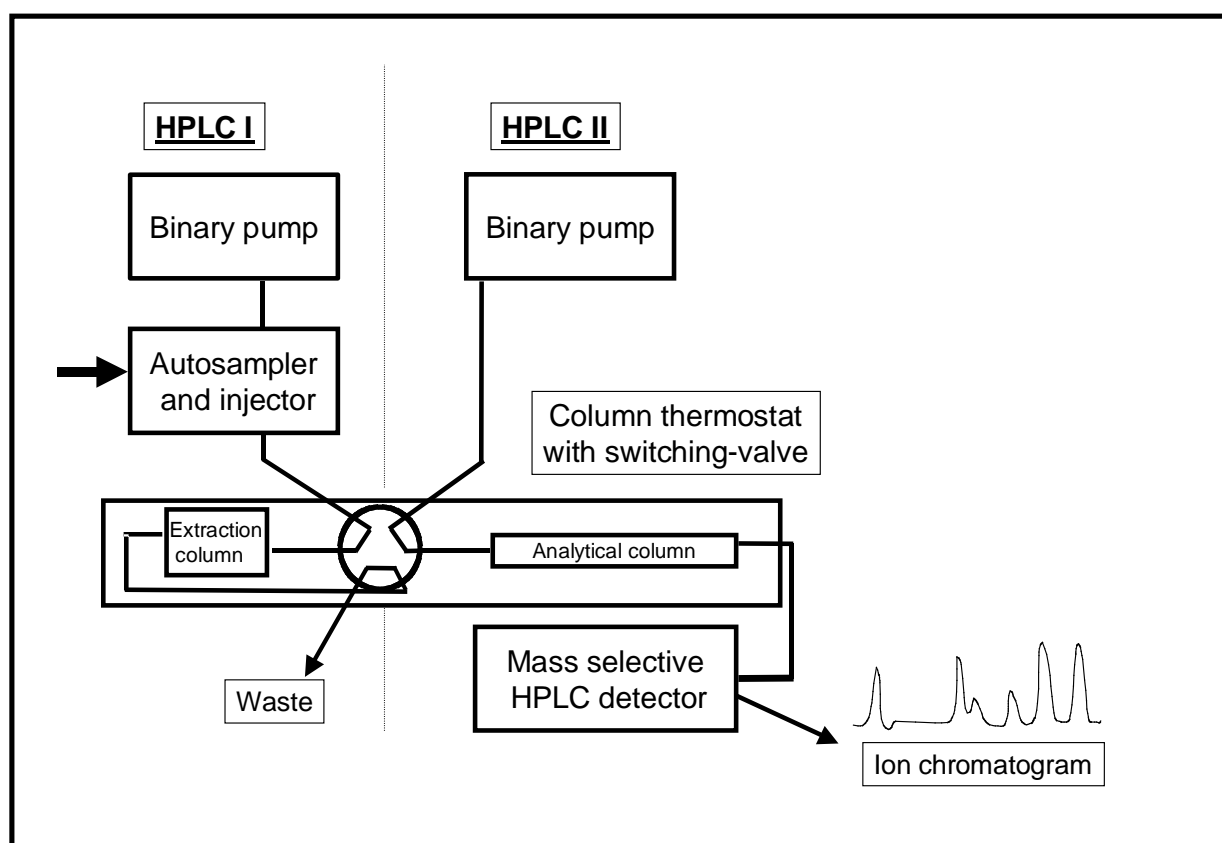 HPLC I
HPLC II
Binary pump
Binary pump
Autosampler
and injector
Column thermostat
with switching-valve
Extraction
column
Analytical column
Mass selective
HPLC detector
Waste
Ion chromatogram